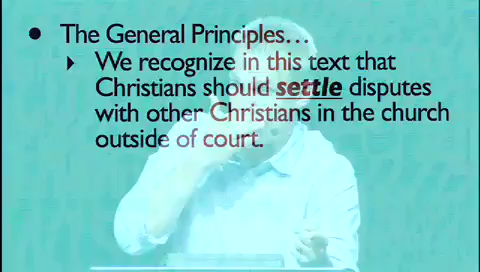 • The General Principles…
‣ We recognize in this text that
Christians should settle disputes
with other Christians in the church
outside of court.